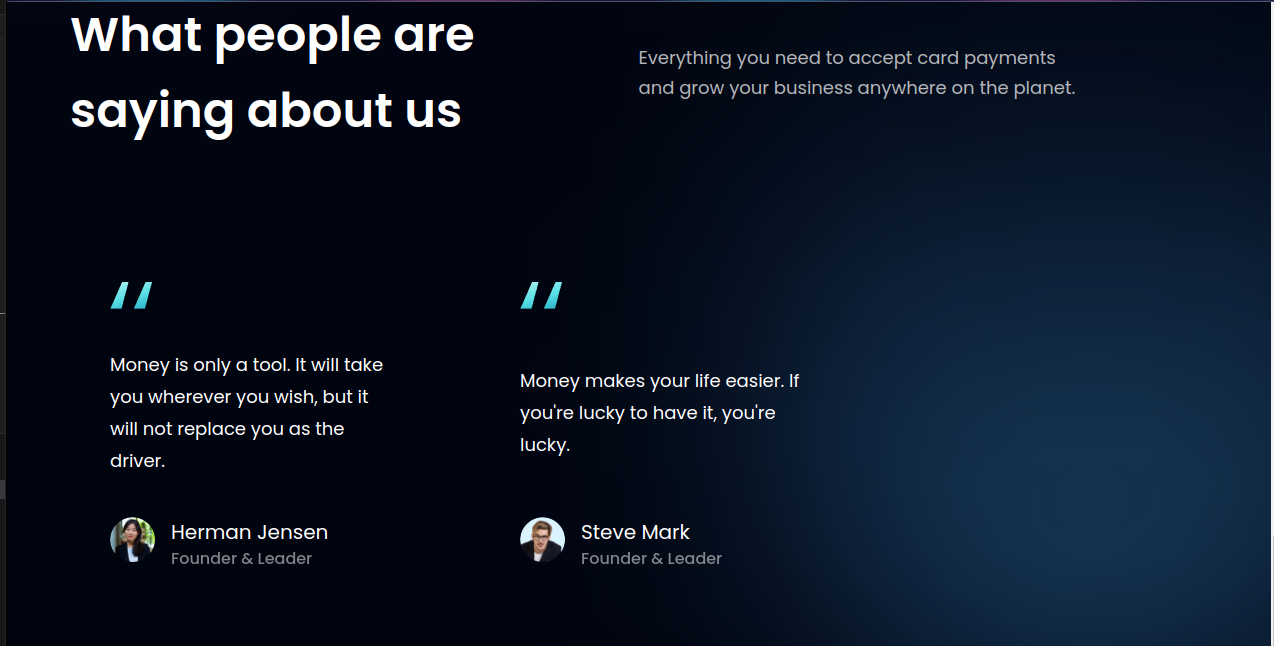 What people are
saying about us
Everything you need to accept card payments
and grow your business anywhere on the planet.
Money is only a tool. It will take
you wherever you wish, but it
will not replace you as the
driver.
Herman Jensen
Founder & Leader
Money makes your life easier. If
you're lucky to have it, you're
lucky.
Steve Mark
Founder & Leader